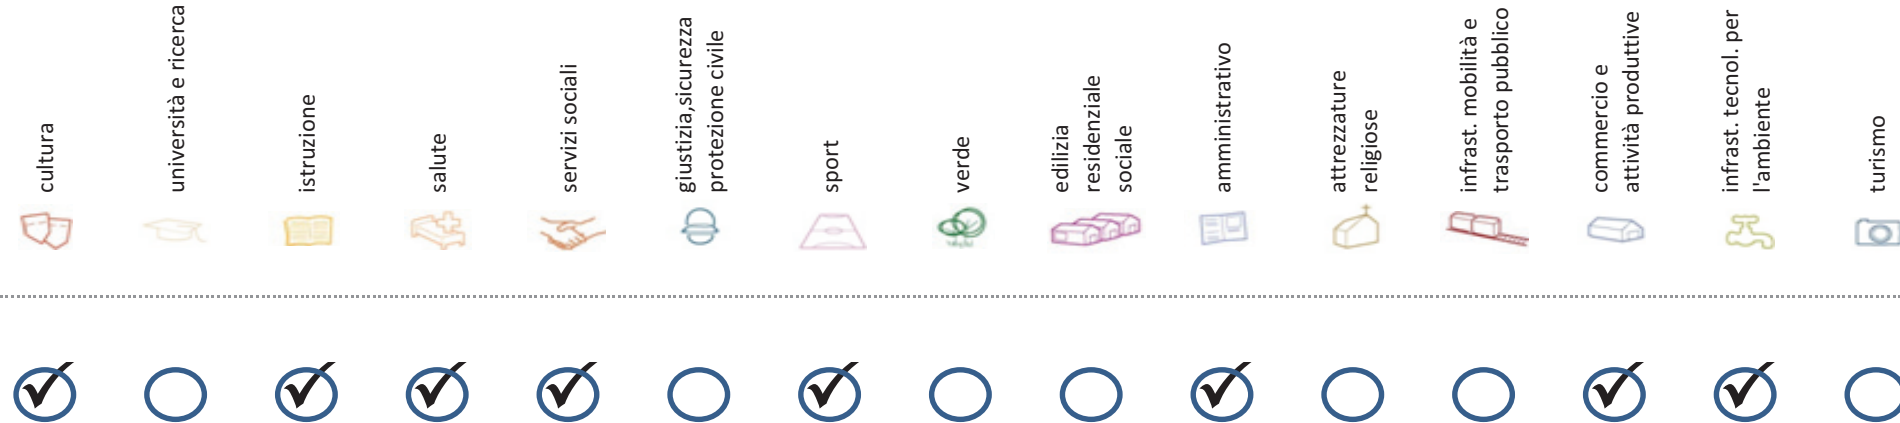 cultura
università e ricerca
istruzione
salute
servizi sociali
giustizia,sicurezza
protezione civile
sport
verde
edilizia
residenziale
sociale
amministrativo
attrezzature
religiose
infrast. mobilità e
trasporto pubblico
commercio e
attività produttive
infrast. tecnol. per
l'ambiente
turismo